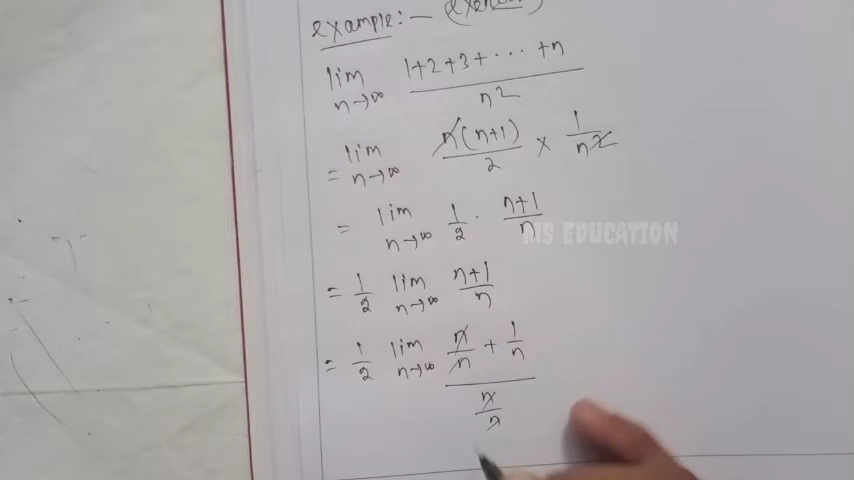 example:- (exercise)
lim n→∞ 1+2+3+...+n / n²
= lim n→∞ n(n+1) / 2 × 1 / n²
= lim n→∞ 1/2 · n+1 / n
= 1/2 lim n→∞ n+1 / n
= 1/2 lim n→∞ n/n + 1/n / n/n
MS EDUCATION